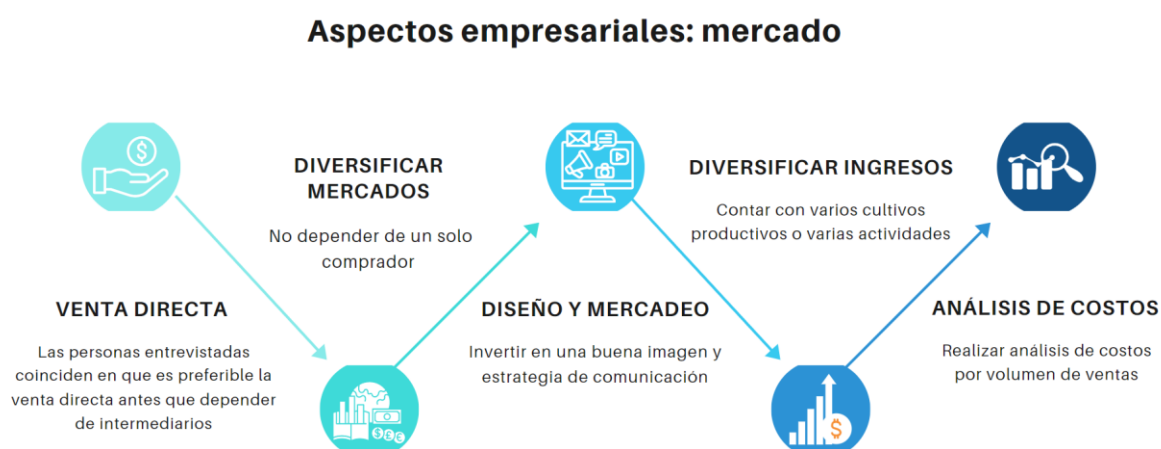 Aspectos empresariales: mercado
VENTA DIRECTA
Las personas entrevistadas
coinciden en que es preferible la
venta directa antes que depender
de intermediarios
DIVERSIFICAR
MERCADOS
No depender de un solo
comprador
DISEÑO Y MERCADEO
Invertir en una buena imagen y
estrategia de comunicación
DIVERSIFICAR INGRESOS
Contar con varios cultivos
productivos o varias actividades
ANÁLISIS DE COSTOS
Realizar análisis de costos
por volumen de ventas